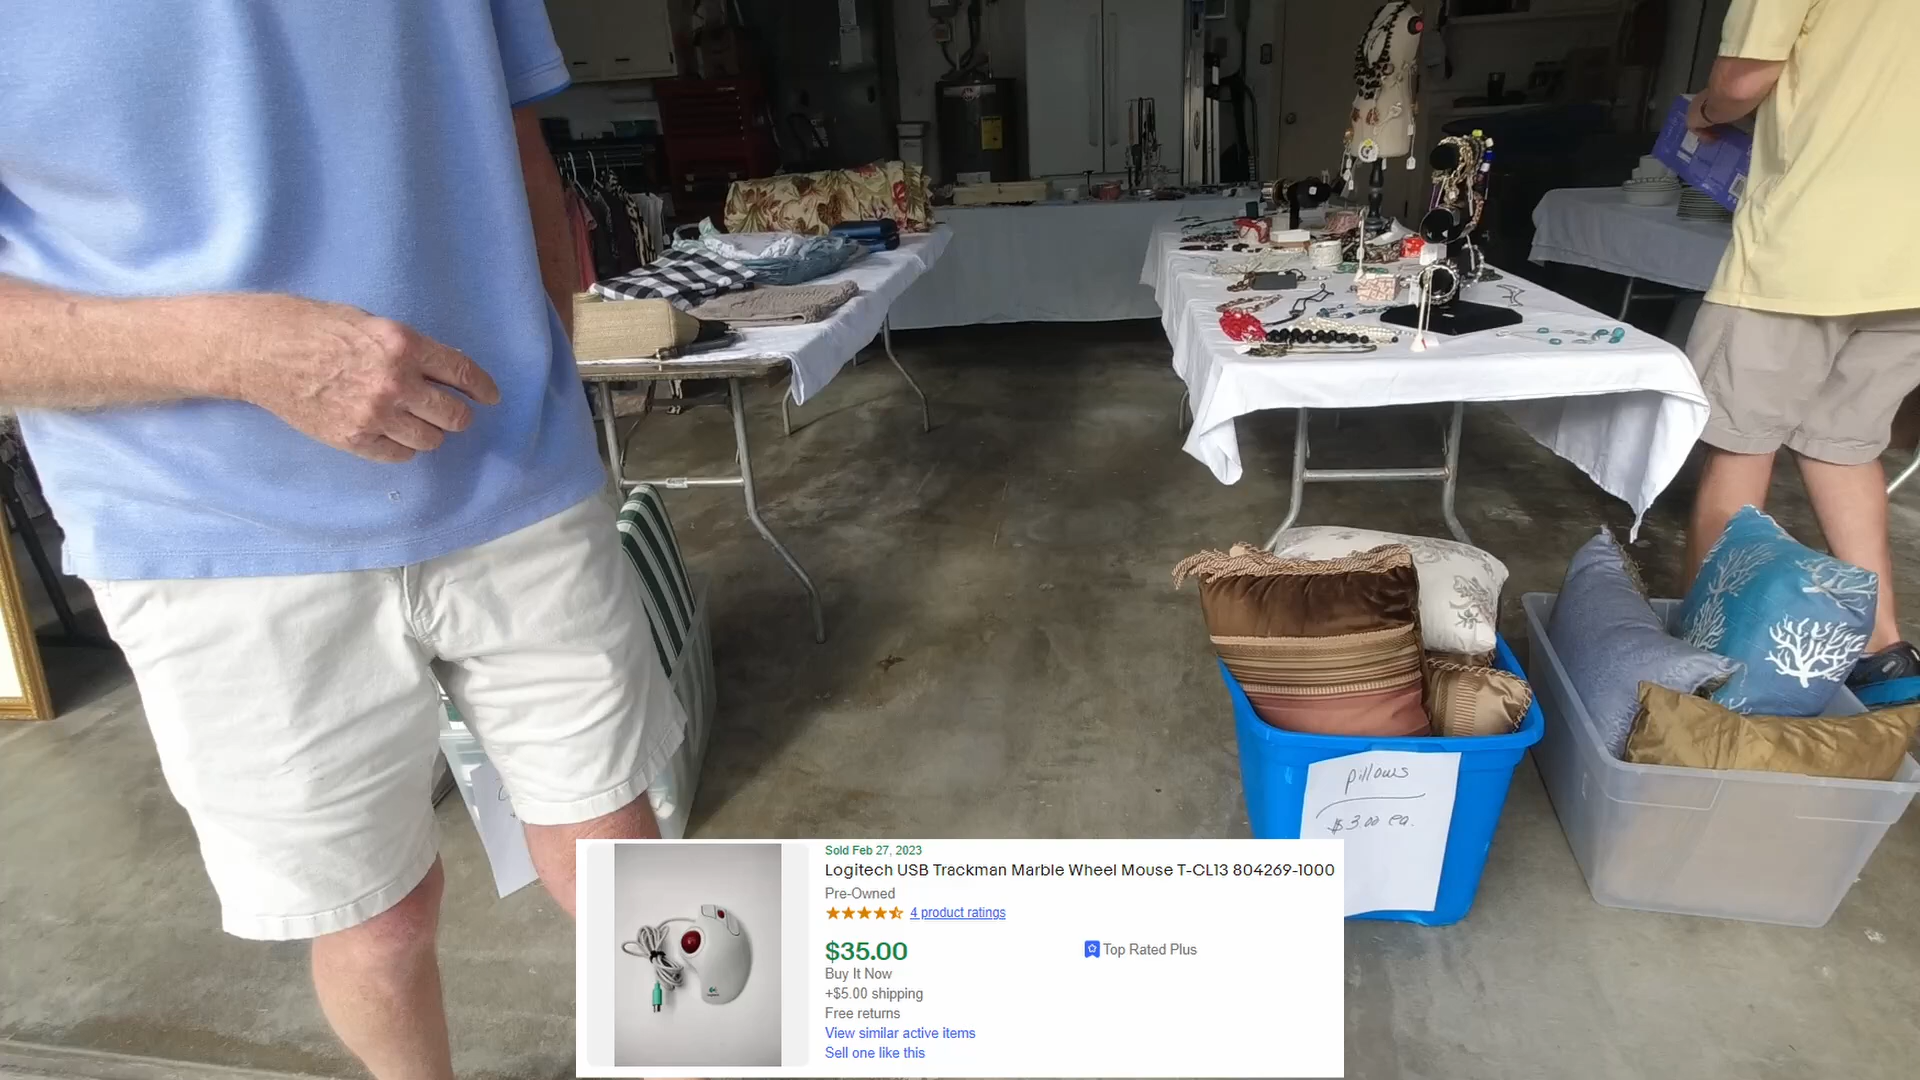 pillows
$3.00 ea.
Sold Feb 27, 2023
Logitech USB Trackman Marble Wheel Mouse T-CL13 804269-1000
Pre-Owned
4 product ratings
$35.00
Top Rated Plus
Buy It Now
+$5.00 shipping
Free returns
View similar active items
Sell one like this